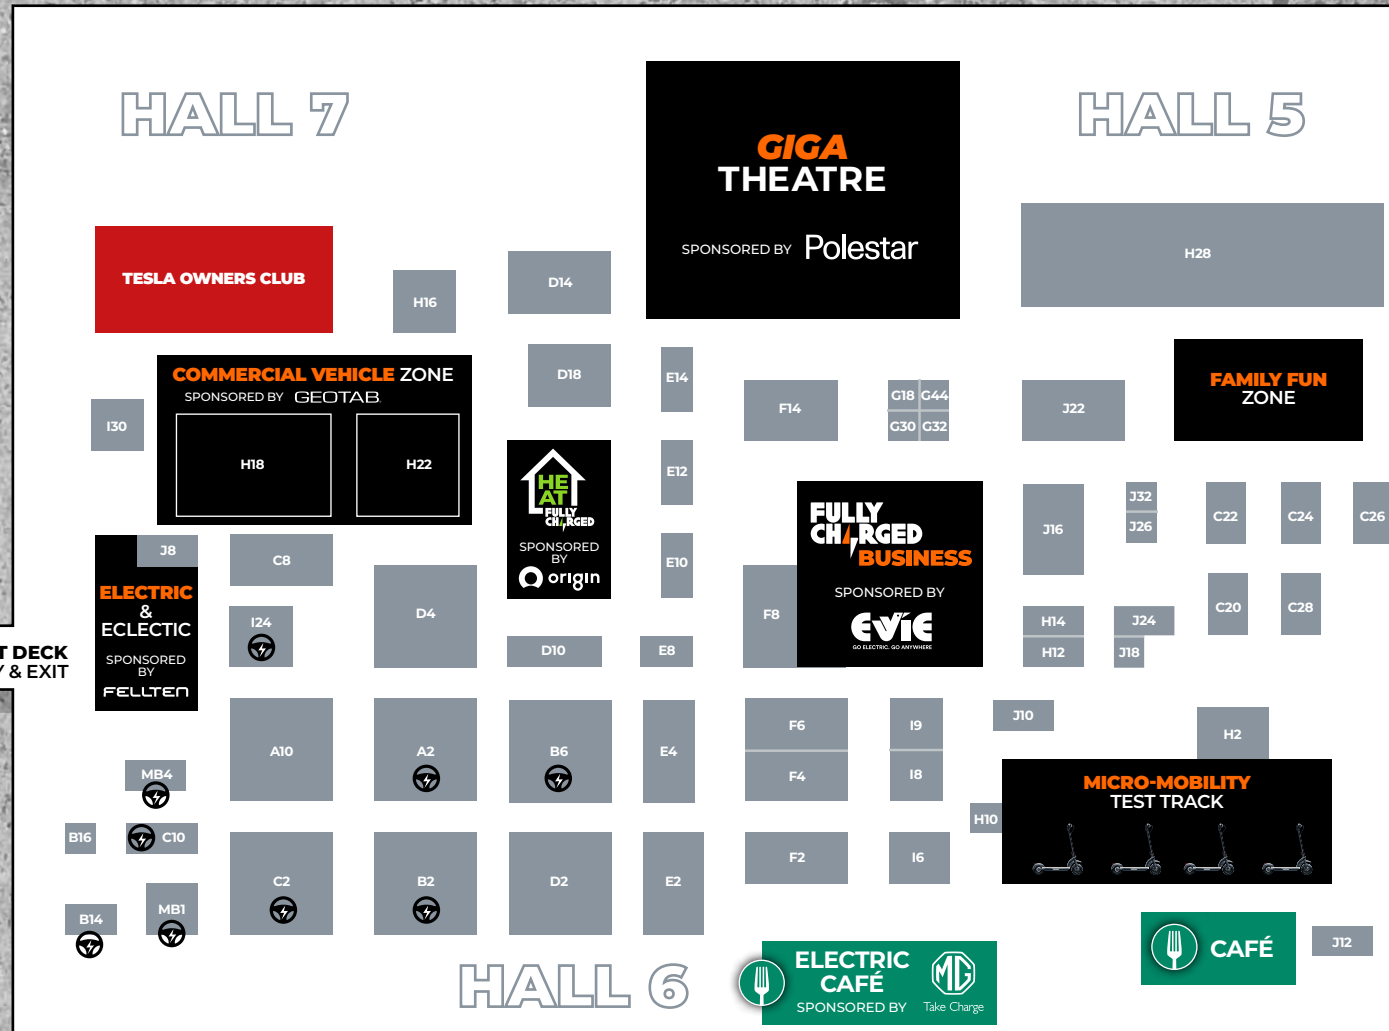 HALL 7
HALL 5
GIGA
THEATRE
SPONSORED BY Polestar
H28
TESLA OWNERS CLUB
H16
D14
COMMERCIAL VEHICLE ZONE
SPONSORED BY GEOTAB
H18
H22
I30
D18
E14
F14
G18 G44
G30 G32
J22
FAMILY FUN
ZONE
HEAT
FULLY
CHARGED
SPONSORED
BY
origin
E12
E10
FULLY
CHARGED
BUSINESS
SPONSORED BY
EVIE
GO ELECTRIC. GO ANYWHERE
F8
J16
J32
J26
C22
C24
C26
C20
C28
H14
H12
J24
J18
J8
ELECTRIC
&
ECLECTIC
SPONSORED
BY
FELLTEN
C8
I24
D4
D10
E8
T DECK
Y & EXIT
A10
A2
B6
E4
F6
F4
I9
I8
J10
H2
MB4
B16
C10
H10
MICRO-MOBILITY
TEST TRACK
C2
B2
D2
E2
F2
I6
B14
MB1
HALL 6
ELECTRIC
CAFÉ
SPONSORED BY
MG
Take Charge
CAFÉ
J12